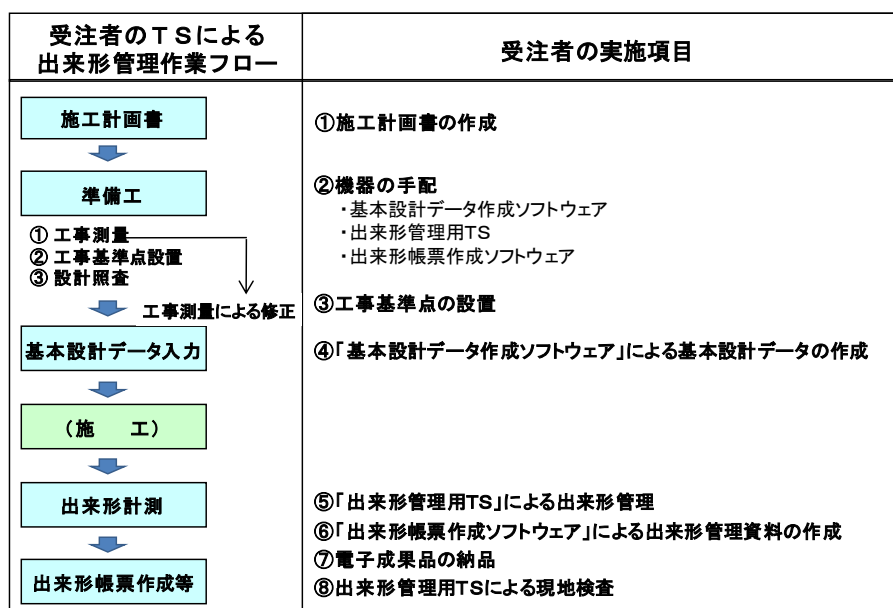 受注者のTSによる
出来形管理作業フロー
受注者の実施項目
施工計画書
①施工計画書の作成
準備工
②機器の手配
・基本設計データ作成ソフトウェア
・出来形管理用TS
・出来形帳票作成ソフトウェア
① 工事測量
② 工事基準点設置
③ 設計照査
工事測量による修正
③工事基準点の設置
基本設計データ入力
④「基本設計データ作成ソフトウェア」による基本設計データの作成
(施 工)
出来形計測
⑤「出来形管理用TS」による出来形管理
⑥「出来形帳票作成ソフトウェア」による出来形管理資料の作成
⑦電子成果品の納品
出来形帳票作成等
⑧出来形管理用TSによる現地検査